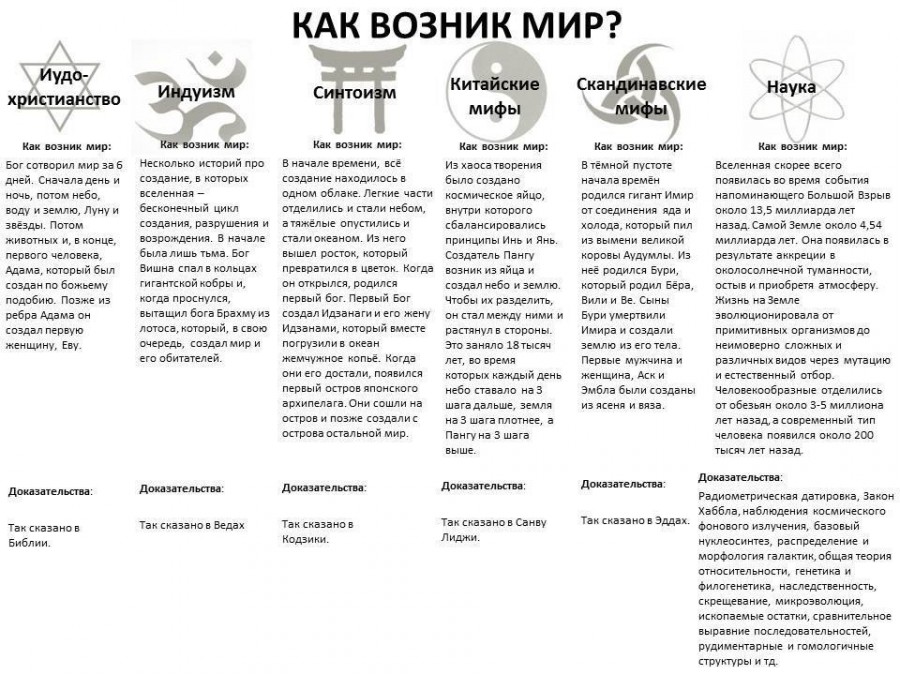 КАК ВОЗНИК МИР?
Иудо-
христианство
Как возник мир:
Бог сотворил мир за 6
дней. Сначала день и
ночь, потом небо,
воду и землю, Луну и
звёзды. Потом
животных и, в конце,
первого человека,
Адама, который был
создан по божьему
подобию. Позже из
ребра Адама он
создал первую
женщину, Еву.
Доказательства:
Так сказано в
Библии.
Индуизм
Как возник мир:
Несколько историй про
создание, в которых
вселенная –
бесконечный цикл
создания, разрушения и
возрождения. В начале
была лишь тьма. Бог
Вишна спал в кольцах
гигантской кобры и,
когда проснулся,
вытащил бога Брахму из
лотоса, который, в свою
очередь, создал мир и
его обитателей.
Доказательства:
Так сказано в Ведах
Синтоизм
Как возник мир:
В начале времени, всё
создание находилось в
одном облаке. Легкие части
отделились и стали небом,
а тяжёлые опустились и
стали океаном. Из него
вышел росток, который
превратился в цветок. Когда
он открылся, родился
первый бог. Первый Бог
создал Идзанаги и его жену
Идзанами, который вместе
погрузили в океан
жемчужное копьё. Когда
они его достали, появился
первый остров японского
архипелага. Они сошли на
остров и позже создали с
острова остальной мир.
Доказательства:
Так сказано в
Кодзики.
Китайские
мифы
Как возник мир:
Из хаоса творения
было создано
космическое яйцо,
внутри которого
сбалансировались
принципы Инь и Янь.
Создатель Пангу
возник из яйца и
создал небо и землю.
Чтобы их разделить,
он стал между ними и
растянул в стороны.
Это заняло 18 тысяч
лет, во время
которых каждый день
небо ставало на 3
шага дальше, земля
на 3 шага плотнее, а
Пангу на 3 шага
выше.
Доказательства:
Так сказано в Санву
Лиджи.
Скандинавские
мифы
Как возник мир:
В тёмной пустоте
начала времён
родился гигант Имир
от соединения яда и
холода, который пил
из вымени великой
коровы Аудумлы. Из
неё родился Бури,
который родил Бёра,
Вили и Ве. Сыны
Бури умертвили
Имира и создали
землю из его тела.
Первые мужчина и
женщина, Аск и
Эмбла были созданы
из ясеня и вяза.
Доказательства:
Так сказано в Эддах.
Наука
Как возник мир:
Вселенная скорее всего
появилась во время события
напоминающего Большой Взрыв
около 13,5 миллиарда лет
назад. Самой Земле около 4,54
миллиарда лет. Она появилась в
результате аккреции в
околосолнечной туманности,
остыв и приобретя атмосферу.
Жизнь на Земле
эволюционировала от
примитивных организмов до
неимоверно сложных и
различных видов через мутацию
и естественный отбор.
Человекообразные отделились
от обезьян около 3-5 миллиона
лет назад, а современный тип
человека появился около 200
тысяч лет назад.
Доказательства:
Радиометрическая датировка, Закон
Хаббла, наблюдения космического
фонового излучения, базовый
нуклеосинтез, распределение и
морфология галактик, общая теория
относительности, генетика и
филогенетика, наследственность,
скрещевание, микроэволюция,
ископаемые остатки, сравнительное
выравние последовательностей,
рудиментарные и гомологичные
структуры и тд.